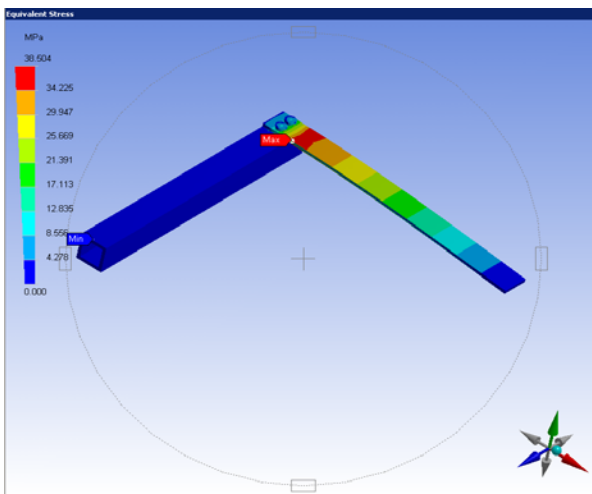 Equivalent Stress
MPa
38.504
34.225
29.947
25.669
21.391
17.113
12.835
8.556
4.278
0.000
Max
Min